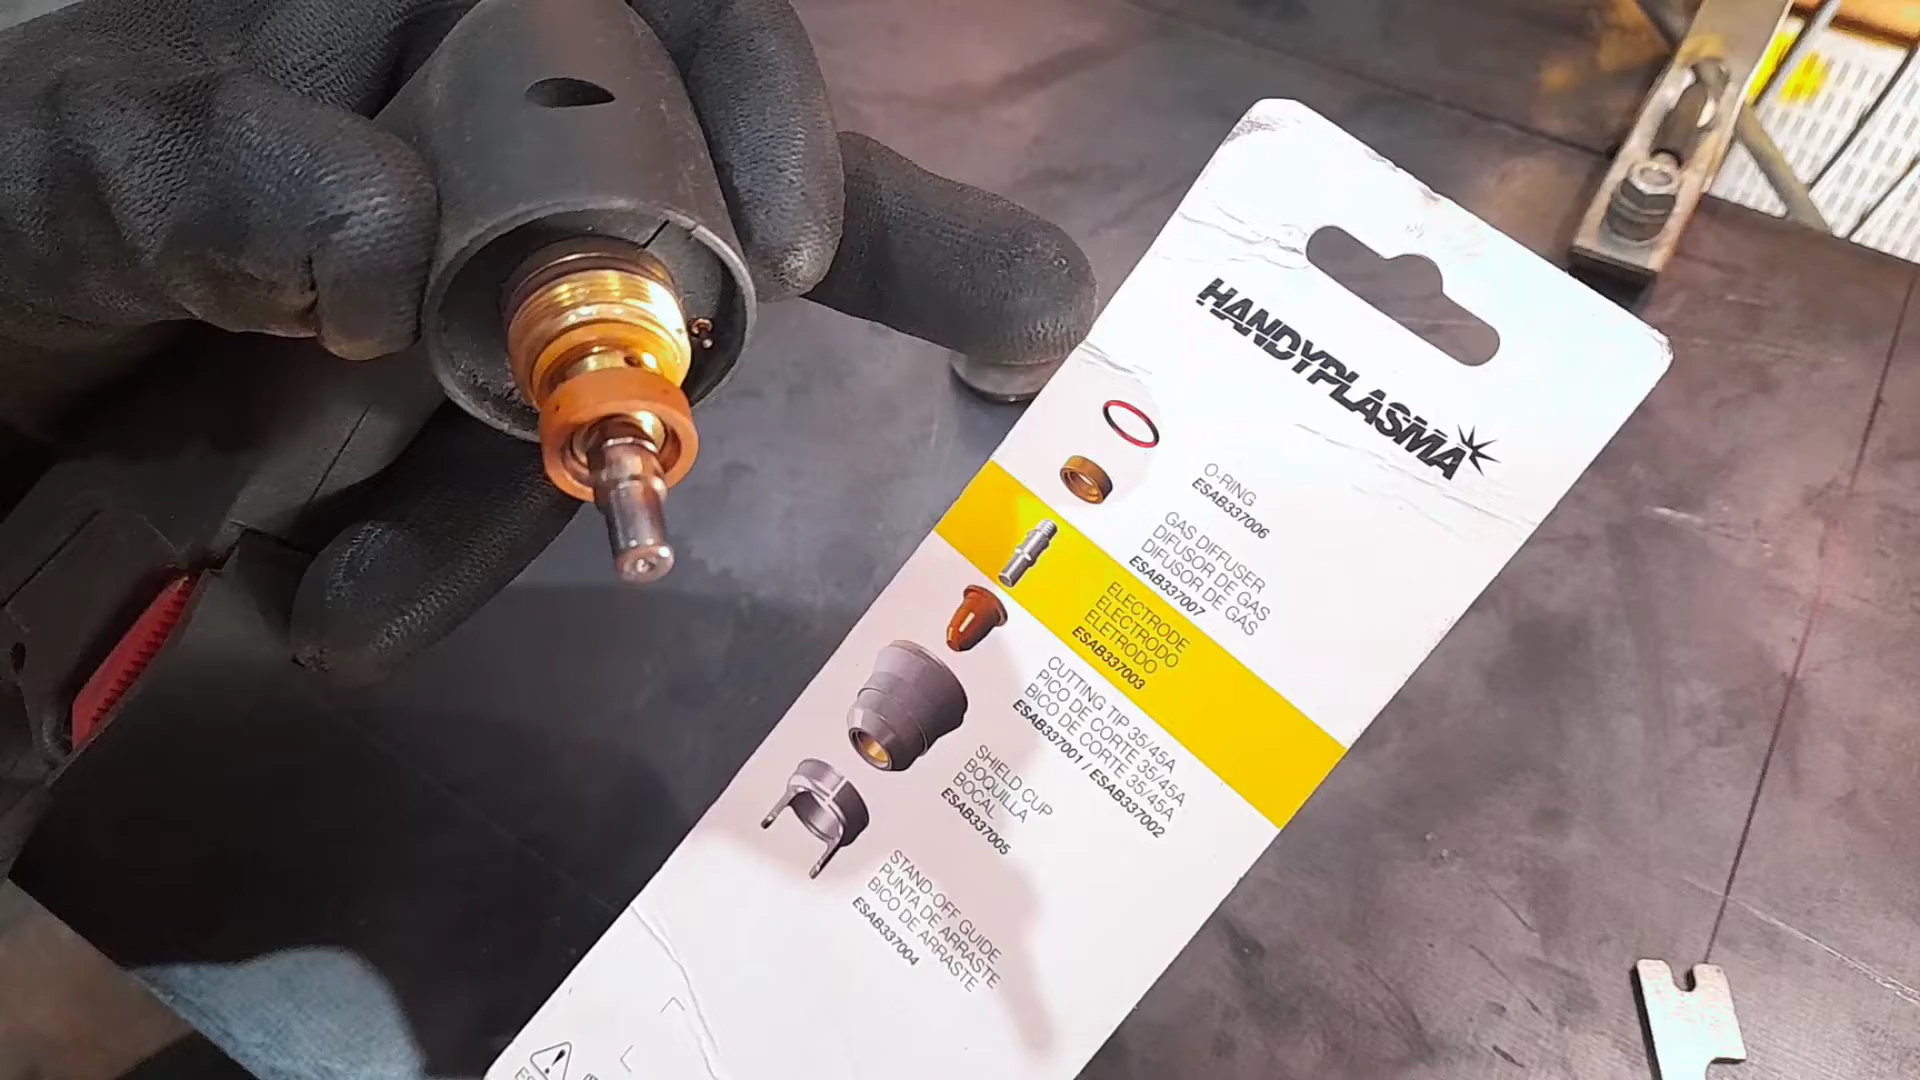 HANDYPLASMA
O-RING
ESAB337006
GAS DIFFUSER
DIFUSOR DE GAS
DIFUSOR DE GÁS
ESAB337007
ELECTRODE
ELECTRODO
ELETRODO
ESAB337003
CUTTING TIP 35/45A
PICO DE CORTE 35/45A
BICO DE CORTE 35/45A
ESAB337001 / ESAB337002
SHIELD CUP
BOQUILLA
BOCAL
ESAB337005
STAND-OFF GUIDE
PUNTA DE ARRASTE
BICO DE ARRASTE
ESAB337004